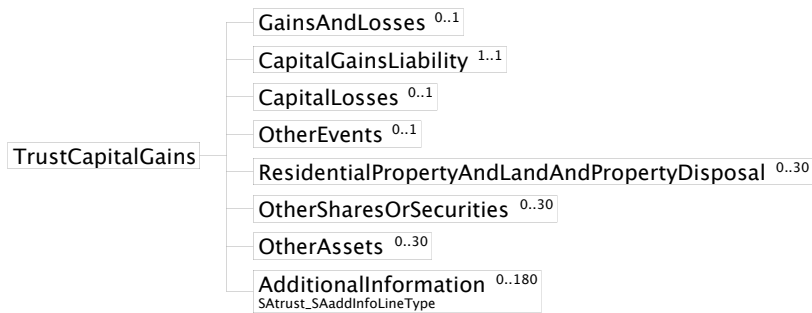 GainsAndLosses 0..1
CapitalGainsLiability 1..1
CapitalLosses 0..1
OtherEvents 0..1
TrustCapitalGains
ResidentialPropertyAndLandAndPropertyDisposal 0..30
OtherSharesOrSecurities 0..30
OtherAssets 0..30
AdditionalInformation 0..180
SAtrust_SAaddInfoLineType